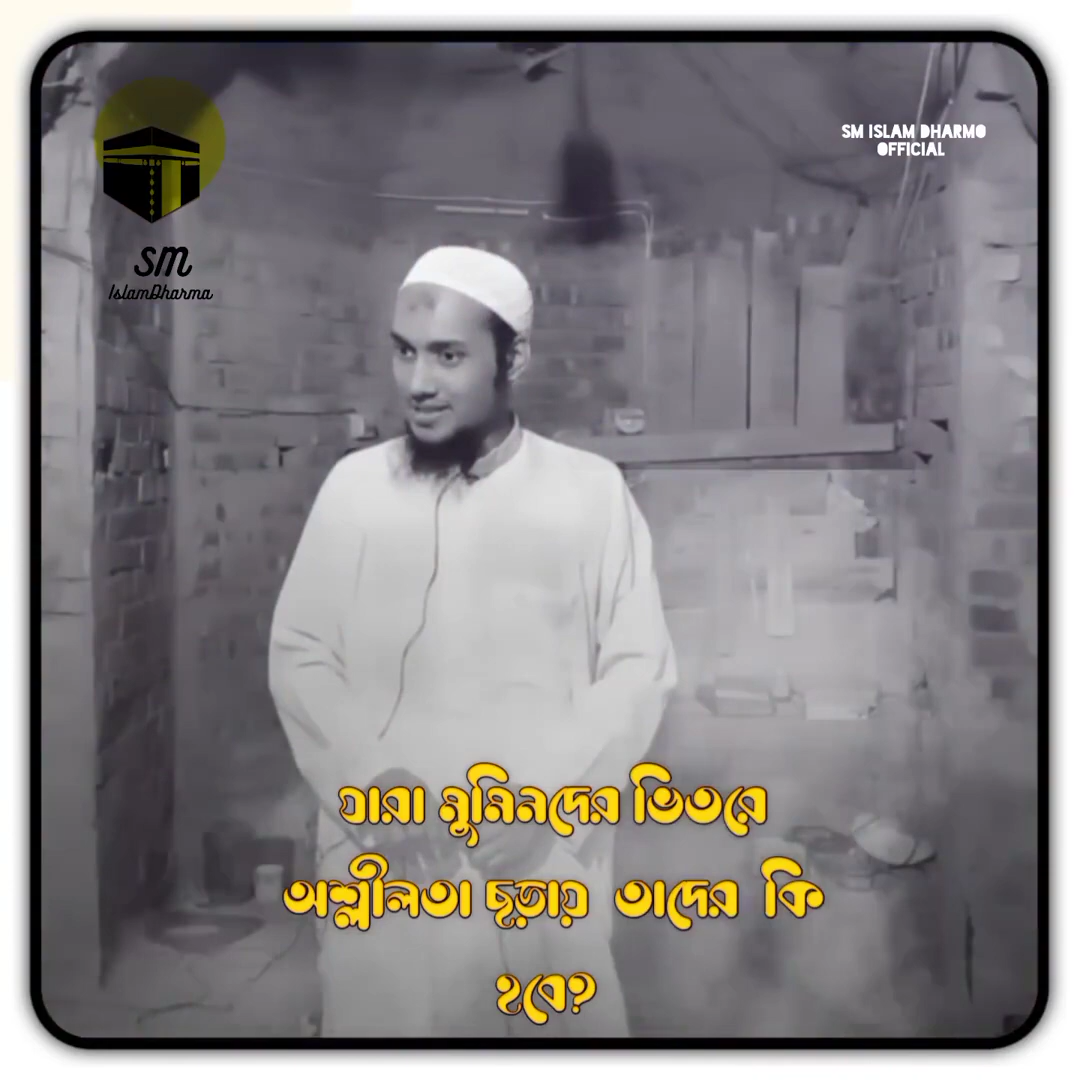 SM ISLAM DHARMO
OFFICIAL
SM
IslamDharma
যারা মুমিনদের ভিতরে
অশ্লীলতা ছড়ায় তাদের কি
হবে?